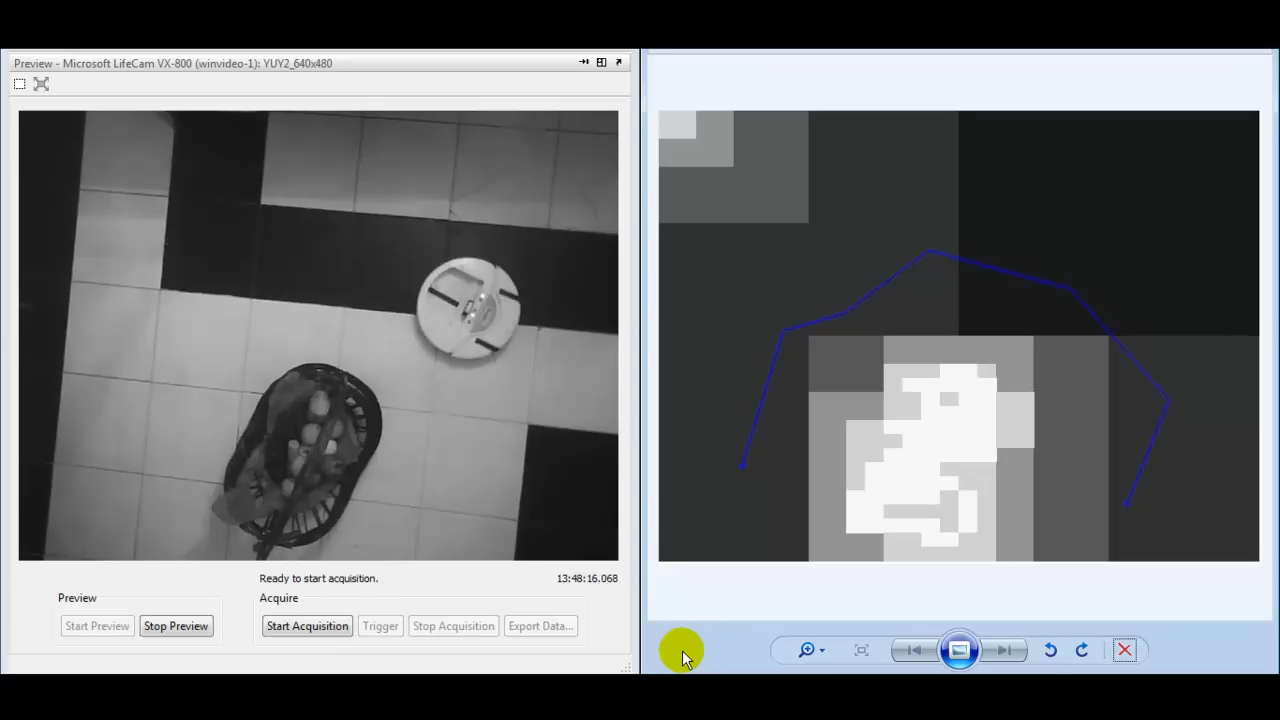 Preview - Microsoft LifeCam VX-800 (winvideo-1): YUY2_640x480
Ready to start acquisition.
13:48:16.068
Preview
Acquire
Start Preview
Stop Preview
Start Acquisition
Trigger
Stop Acquisition
Export Data...